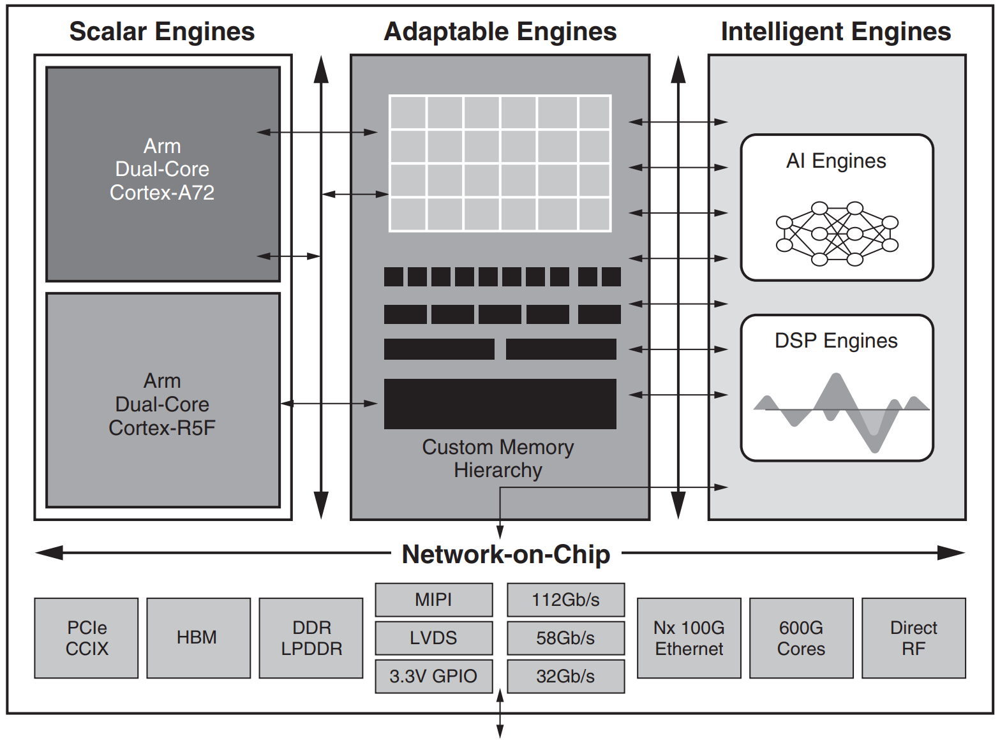 Scalar Engines
Adaptable Engines
Intelligent Engines
Arm
Dual-Core
Cortex-A72
Arm
Dual-Core
Cortex-R5F
Custom Memory
Hierarchy
AI Engines
DSP Engines
Network-on-Chip
PCIe
CCIX
HBM
DDR
LPDDR
MIPI
LVDS
3.3V GPIO
112Gb/s
58Gb/s
32Gb/s
Nx 100G
Ethernet
600G
Cores
Direct
RF